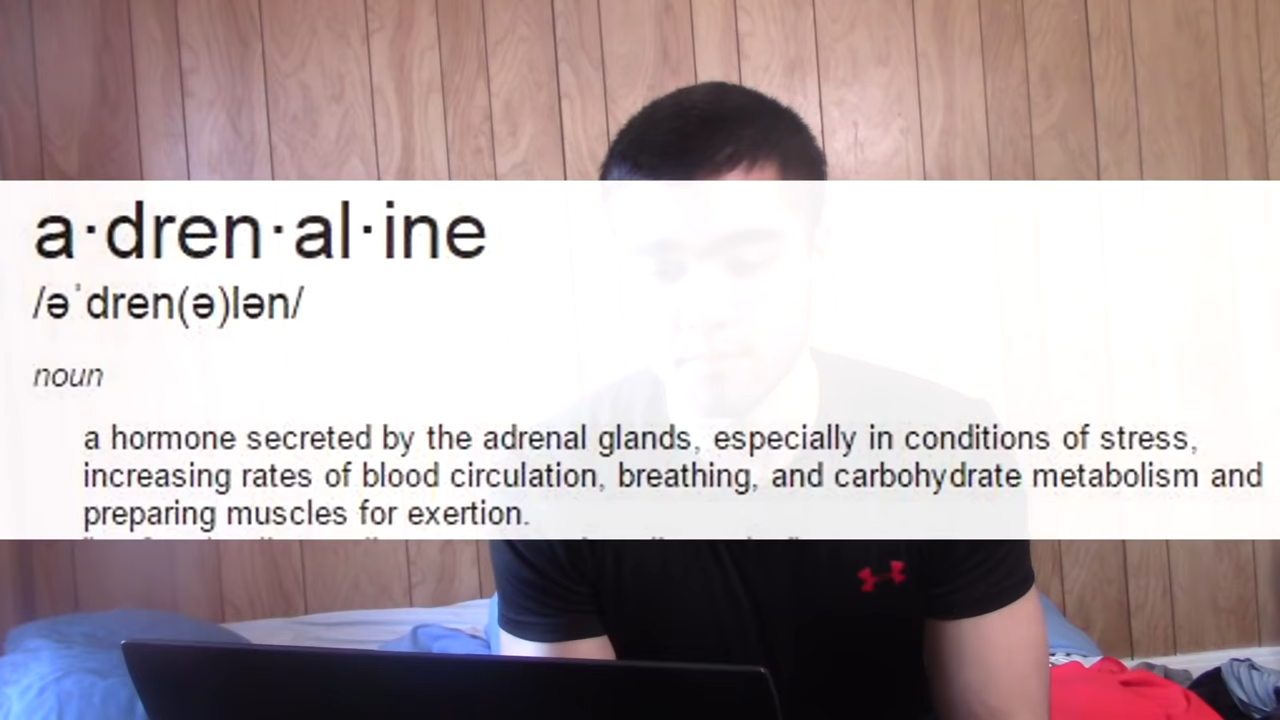 a·dren·al·ine
/əˈdren(ə)lən/
noun
a hormone secreted by the adrenal glands, especially in conditions of stress,
increasing rates of blood circulation, breathing, and carbohydrate metabolism and
preparing muscles for exertion.